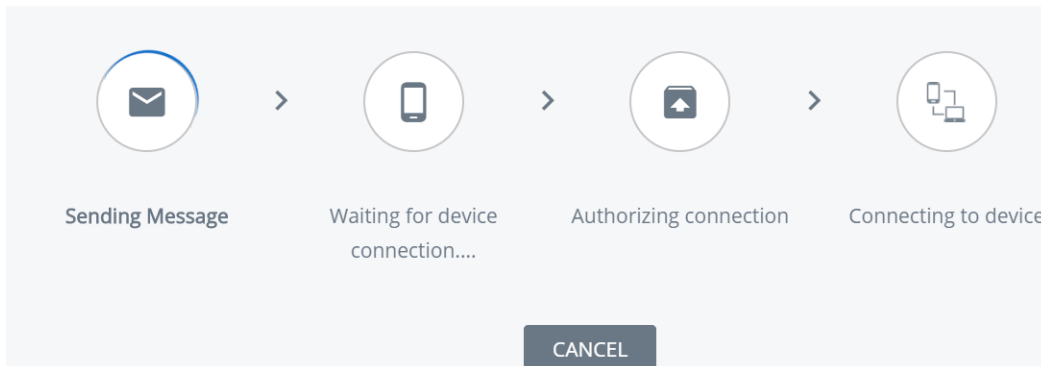 Sending Message
Waiting for device
connection....
Authorizing connection
Connecting to device
CANCEL